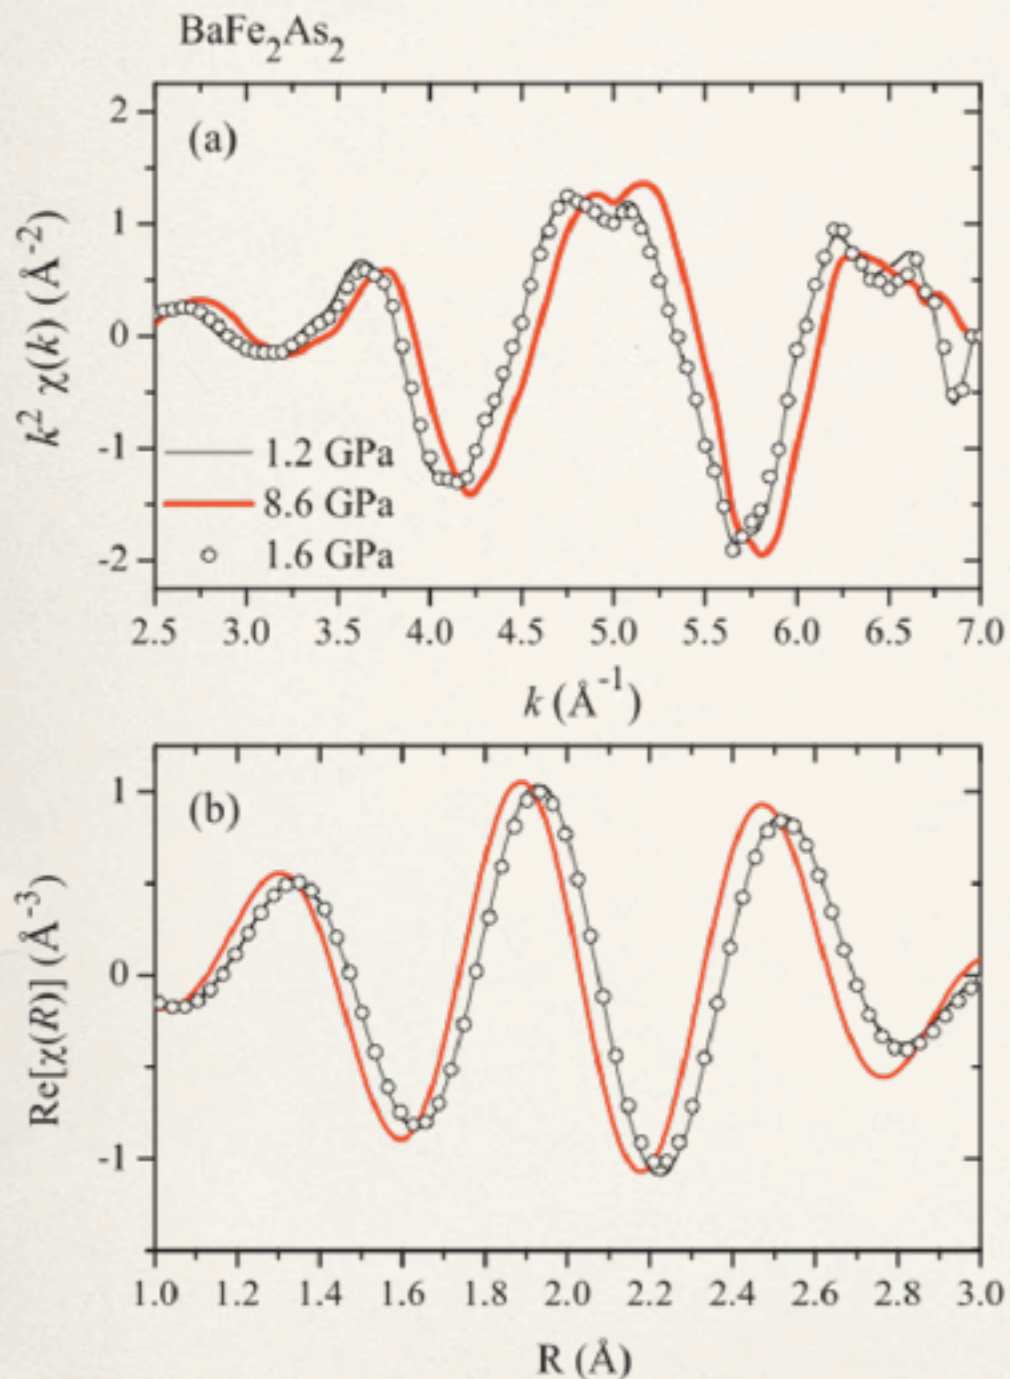 BaFe₂As₂
(a)
k² χ(k) (Å⁻²)
2
1
0
-1
-2
1.2 GPa
8.6 GPa
1.6 GPa
2.5 3.0 3.5 4.0 4.5 5.0 5.5 6.0 6.5 7.0
k (Å⁻¹)
(b)
Re[χ(R)] (Å⁻³)
1
0
-1
1.0 1.2 1.4 1.6 1.8 2.0 2.2 2.4 2.6 2.8 3.0
R (Å)